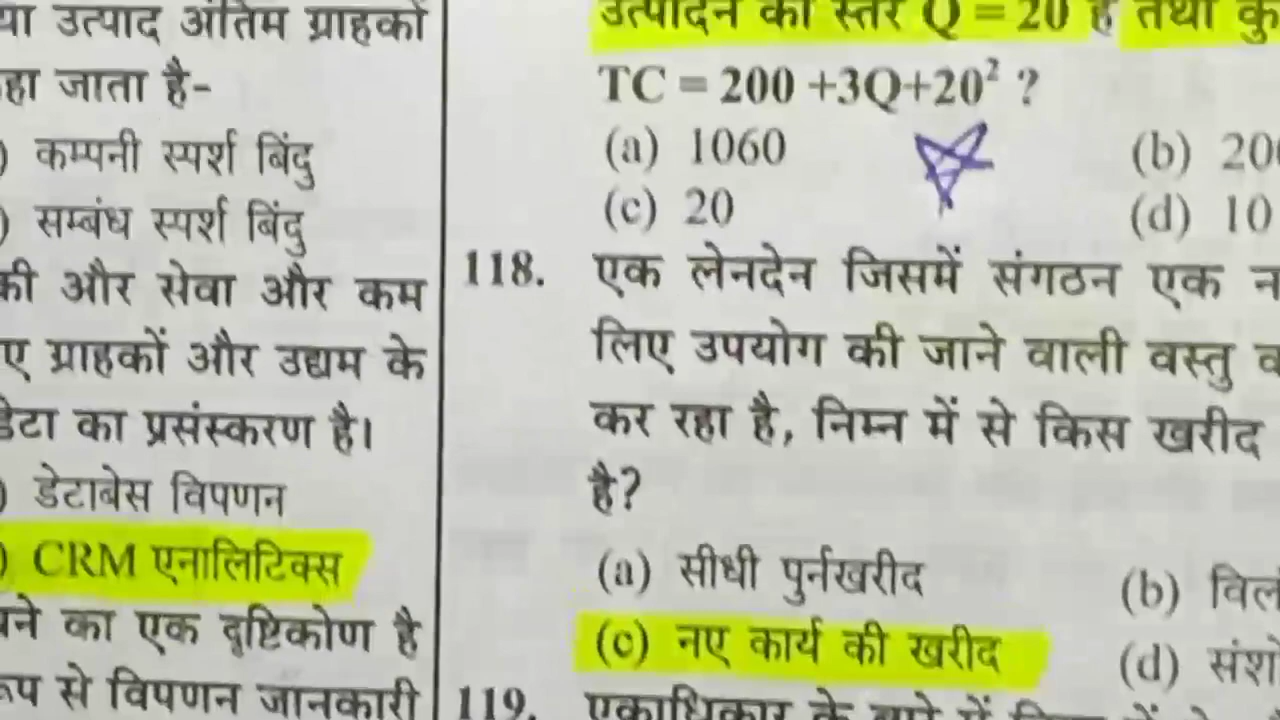 या उत्पाद अंतिम ग्राहकों
हा जाता है-
कम्पनी स्पर्श बिंदु
सम्बंध स्पर्श बिंदु
की और सेवा और कम
ए ग्राहकों और उद्यम के
डेटा का प्रसंस्करण है।
डेटाबेस विपणन
CRM एनालिटिक्स
का एक दृष्टिकोण है
से विपणन जानकारी
उत्पादन का स्तर Q = 20 है तथा
TC = 200 +3Q+20² ?
(a) 1060
(b)
(c) 20
(d) 10
118. एक लेनदेन जिसमें संगठन एक
लिए उपयोग की जाने वाली वस्तु
कर रहा है, निम्न में से किस खरीद
है?
(a) सीधी पुर्नखरीद
(b)
(c) नए कार्य की खरीद
(d)
119. एकाधिकार के बारे में